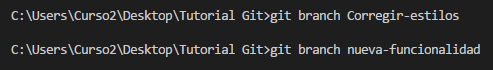 C:\Users\Curso2\Desktop\Tutorial Git>git branch Corregir-estilos
C:\Users\Curso2\Desktop\Tutorial Git>git branch nueva-funcionalidad